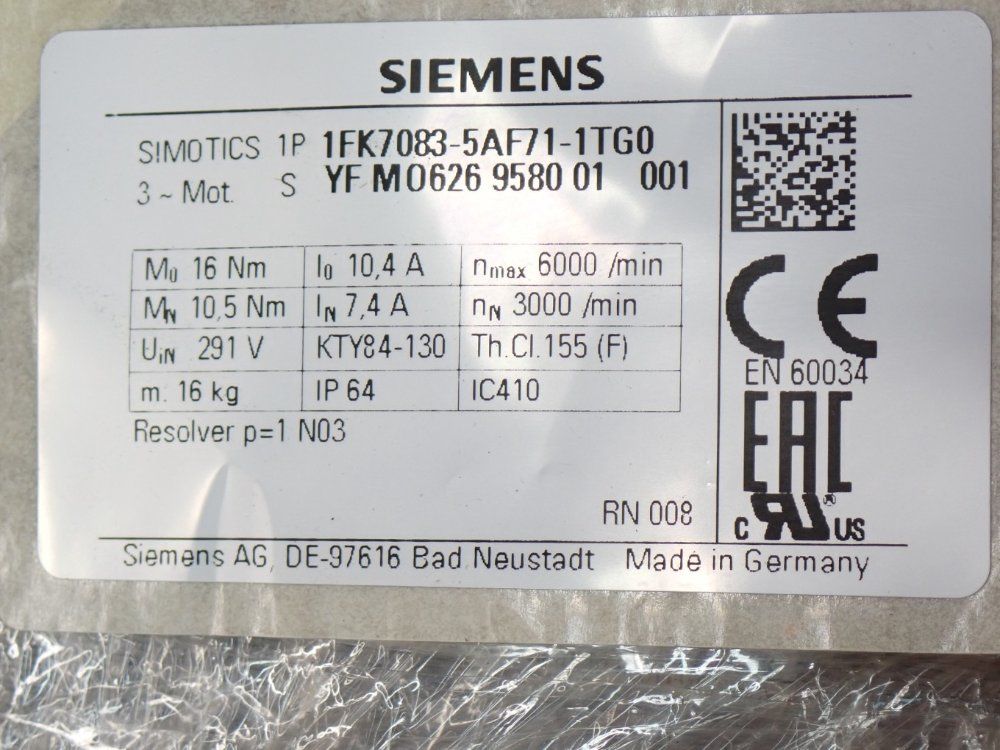 SIEMENS
SIMOTICS 1P 1FK7083-5AF71-1TG0
3 ~ Mot. S YF M0626 9580 01 001
M₀ 16 Nm I₀ 10,4 A nmax 6000 /min
MN 10,5 Nm IN 7,4 A nN 3000 /min
UiN 291 V KTY84-130 Th.Cl.155 (F)
m: 16 kg IP 64 IC410
Resolver p=1 N03
RN 008
CE
EN 60034
EAC
c RU ® US
Siemens AG, DE-97616 Bad Neustadt Made in Germany